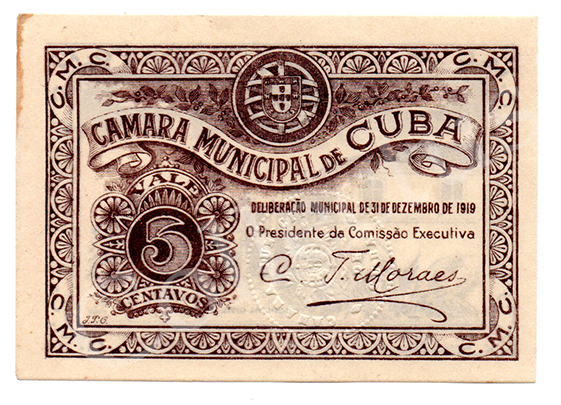 C. M. C.
C. M. C.
CAMARA MUNICIPAL DE CUBA
VALE
5
CENTAVOS
DELIBERAÇÃO MUNICIPAL DE 31 DE DEZEMBRO DE 1919
O Presidente da Comissão Executiva
C. T. Moraes
J.P.G.
C. M. C.
C. M. C.